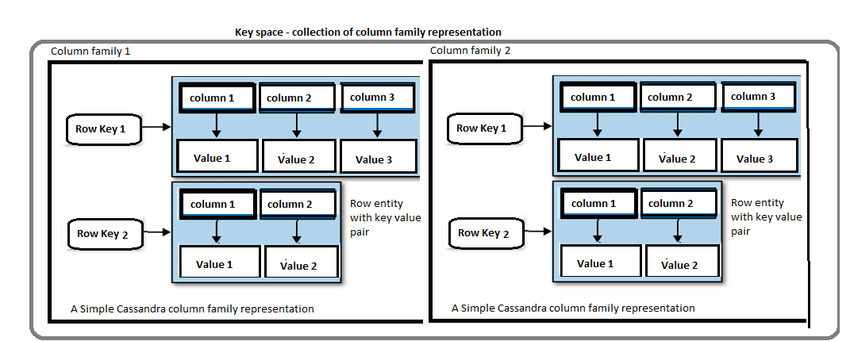 Key space - collection of column family representation
Column family 1
column 1 column 2 column 3
Row Key 1
Value 1 Value 2 Value 3
column 1 column 2
Row Key 2
Value 1 Value 2
Row entity
with key value
pair
A Simple Cassandra column family representation
Column family 2
column 1 column 2 column 3
Row Key 1
Value 1 Value 2 Value 3
column 1 column 2
Row Key 2
Value 1 Value 2
Row entity
with key value
pair
A Simple Cassandra column family representation